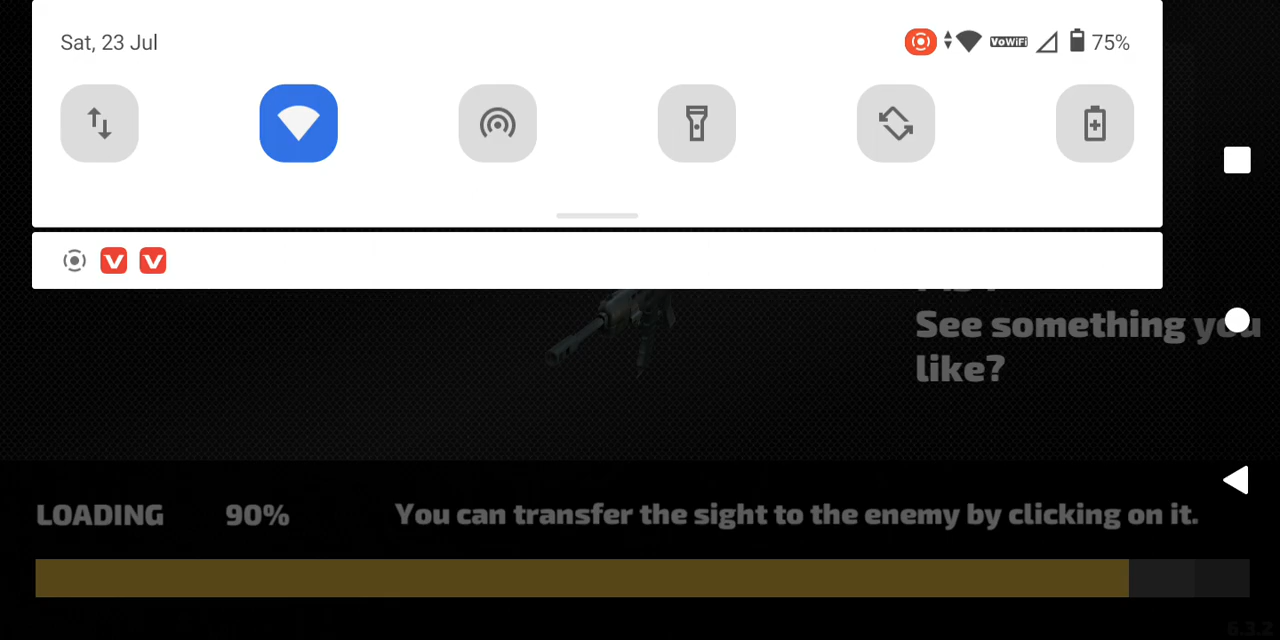 Sat, 23 Jul
VoWiFi
75%
See something you
like?
LOADING 90% You can transfer the sight to the enemy by clicking on it.